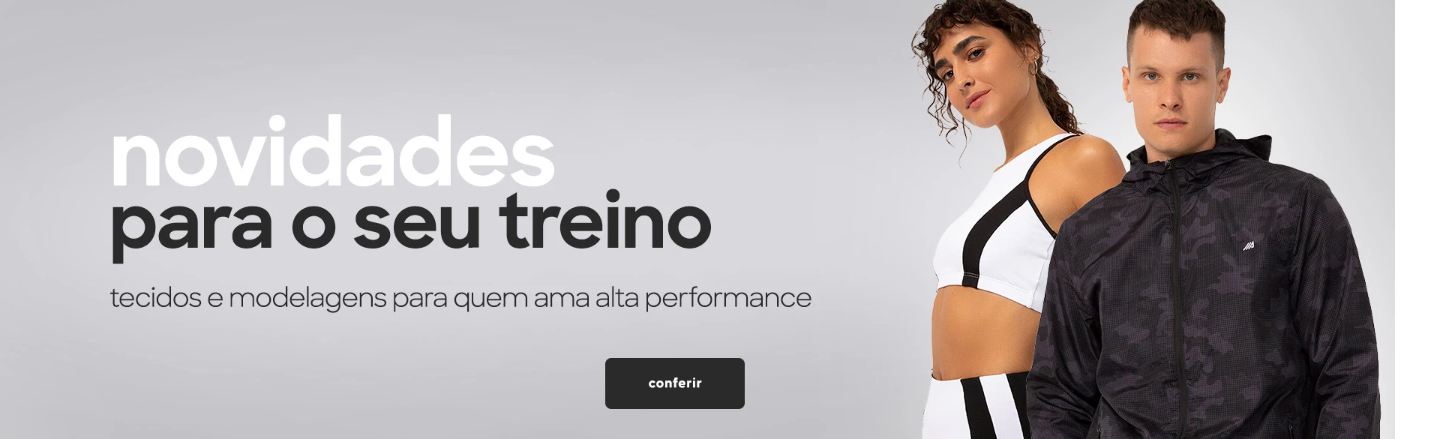 novidades
para o seu treino
tecidos e modelagens para quem ama alta performance
conferir